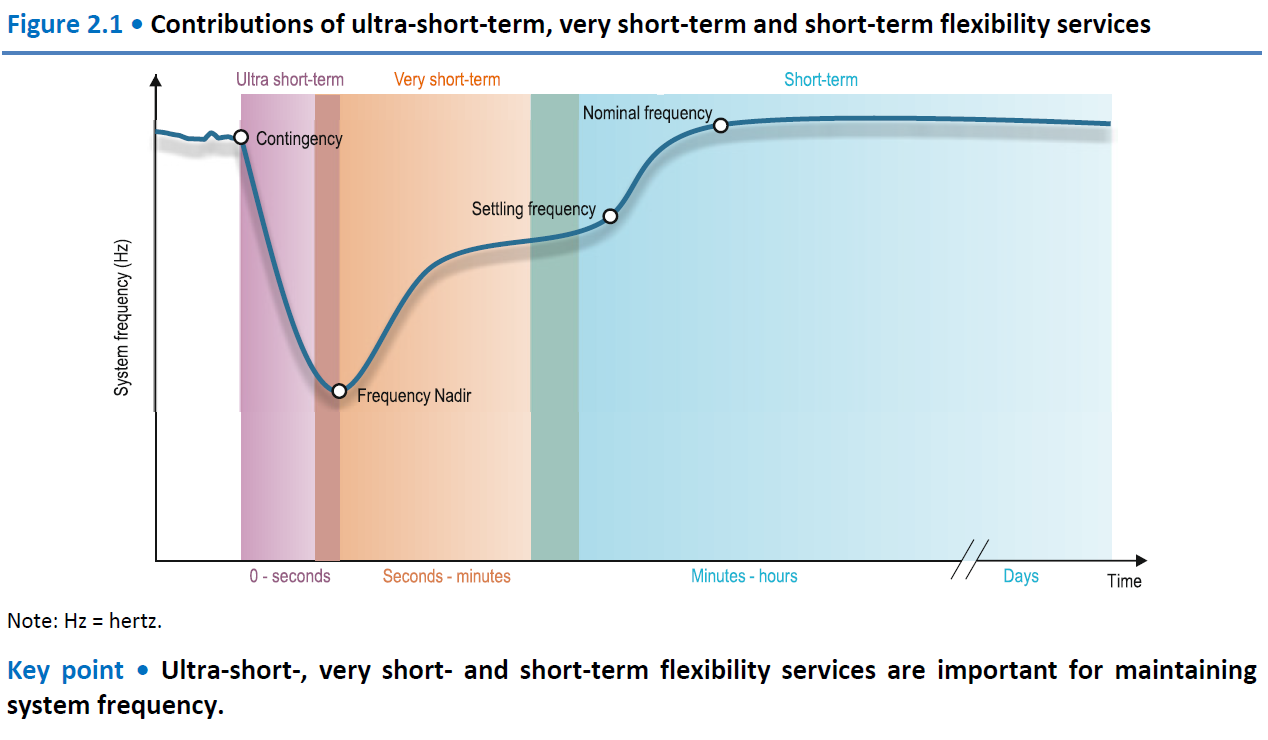 Figure 2.1 • Contributions of ultra-short-term, very short-term and short-term flexibility services
Ultra short-term
Very short-term
Short-term
Nominal frequency
Contingency
Settling frequency
System frequency (Hz)
Frequency Nadir
0 - seconds
Seconds - minutes
Minutes - hours
Days
Time
Note: Hz = hertz.
Key point • Ultra-short-, very short- and short-term flexibility services are important for maintaining
system frequency.